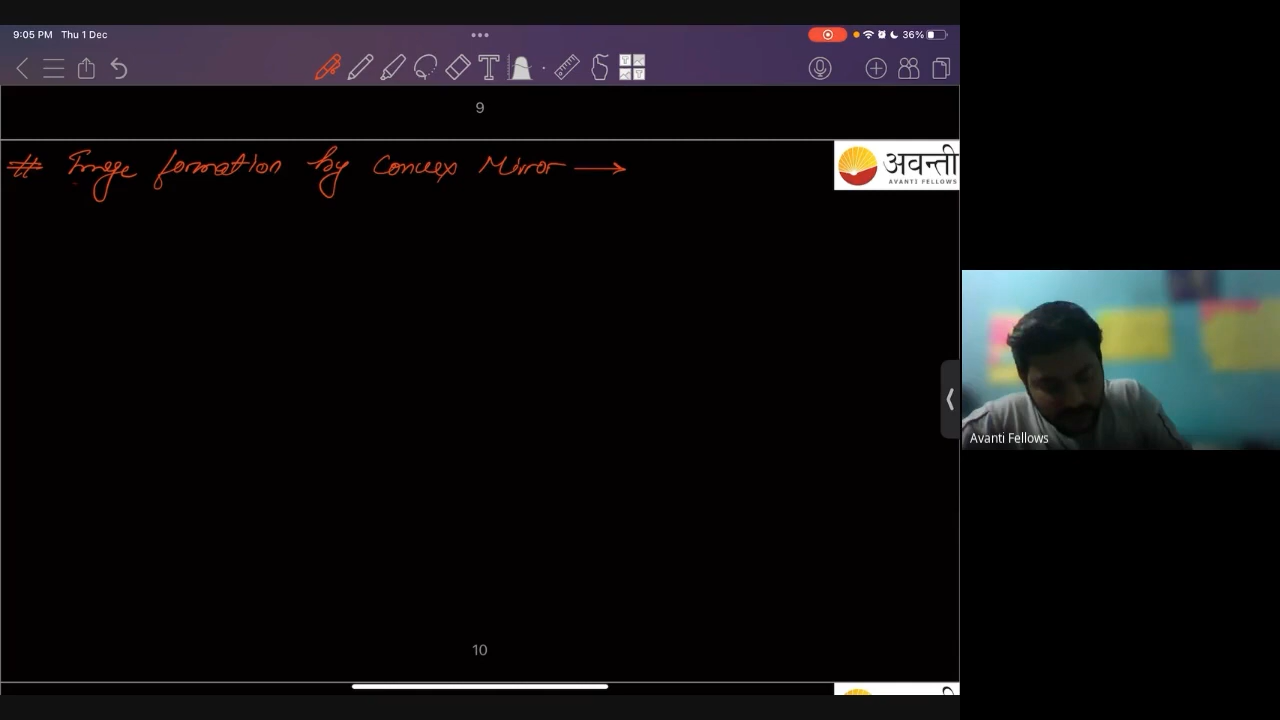 9:05 PM Thu 1 Dec
36%
9
# Image formation by Convex Mirror →
अवन्ती
AVANTI FELLOWS
Avanti Fellows
10